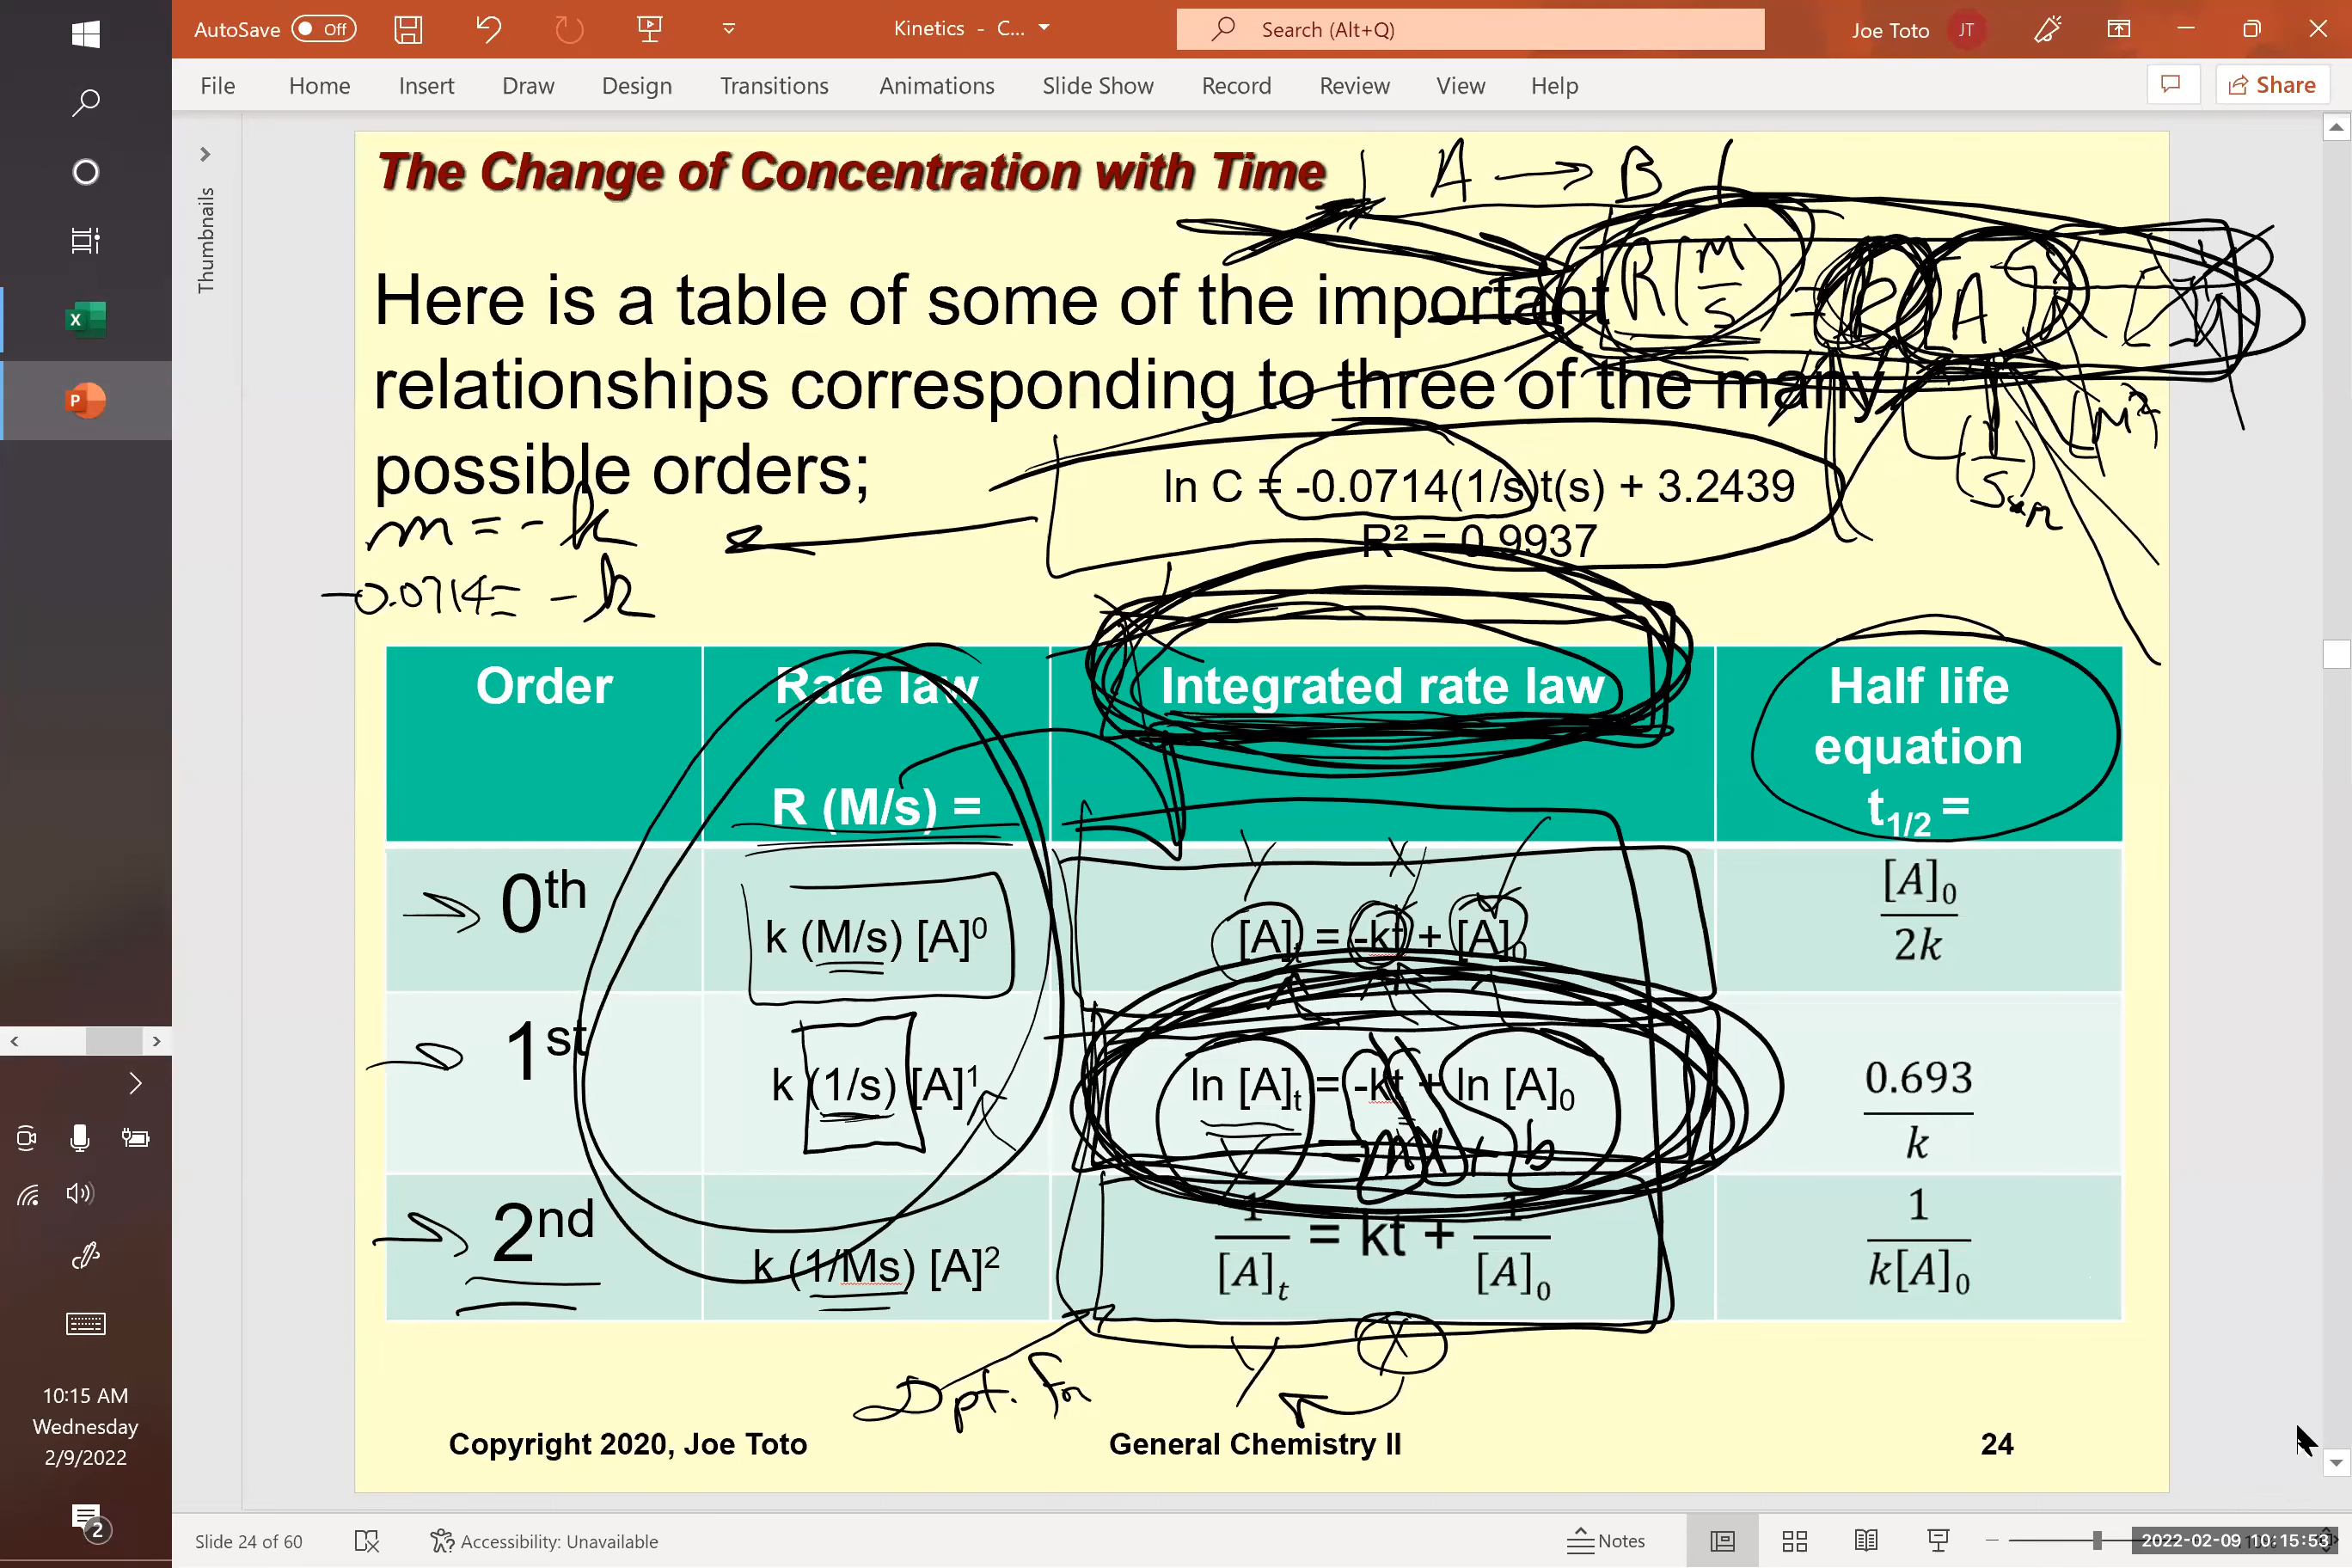 AutoSave Off Kinetics - C... Search (Alt+Q) Joe Toto JT
File Home Insert Draw Design Transitions Animations Slide Show Record Review View Help Share
Thumbnails
The Change of Concentration with Time
A → B
Here is a table of some of the important
R (M/s) = k [A]
relationships corresponding to three of the many
possible orders;
ln C = -0.0714(1/s)t(s) + 3.2439
R² = 0.9937
m = - k
-0.0714 = - k
Order Rate law R (M/s) = Integrated rate law Half life equation t1/2 =
0th k (M/s) [A]⁰ [A]t = -kt + [A]₀ [A]₀/2k
Y X
1st k (1/s) [A]¹ ln [A]t = -kt + ln [A]₀ 0.693/k
Y = mX + b
2nd k (1/Ms) [A]² 1/[A]t = kt + 1/[A]₀ 1/k[A]₀
Y X
Dpt. Fn
Copyright 2020, Joe Toto General Chemistry II 24
10:15 AM
Wednesday
2/9/2022
2
Slide 24 of 60 Accessibility: Unavailable Notes
2022-02-09 10:15:53